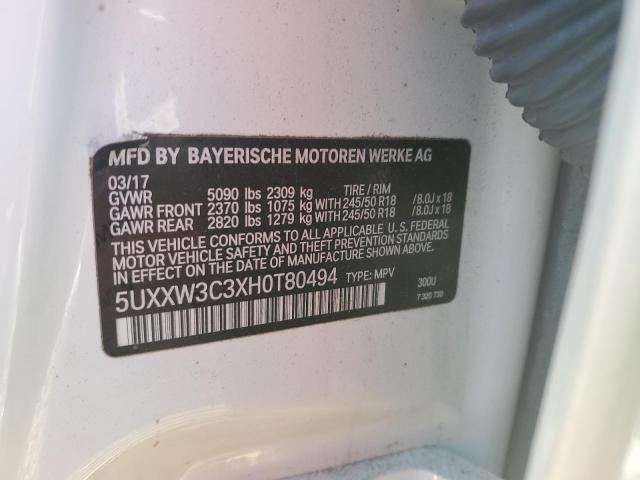 MFD BY BAYERISCHE MOTOREN WERKE AG
03/17
GVWR 5090 lbs 2309 kg TIRE / RIM
GAWR FRONT 2370 lbs 1075 kg WITH 245/50 R18 /8.0J x 18
GAWR REAR 2820 lbs 1279 kg WITH 245/50 R18 /8.0J x 18
THIS VEHICLE CONFORMS TO ALL APPLICABLE U. S. FEDERAL
MOTOR VEHICLE SAFETY AND THEFT PREVENTION STANDARDS
IN EFFECT ON THE DATE OF MANUFACTURE SHOWN ABOVE.
5UXXW3C3XH0T80494 TYPE: MPV 300U
7 320 730